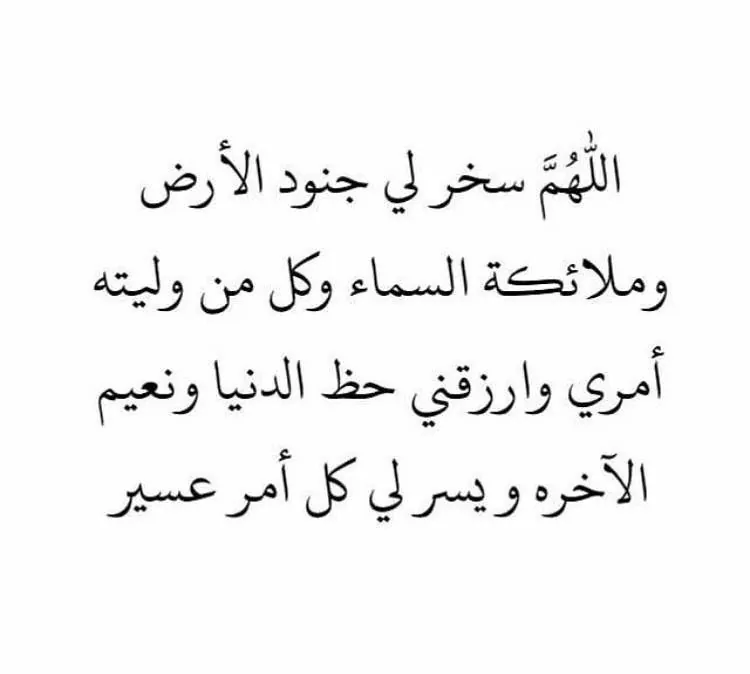 اللّٰهُمَّ سخر لي جنود الأرض
وملائكة السماء وكل من وليته
أمري وارزقني حظ الدنيا ونعيم
الآخره ويسر لي كل أمر عسير